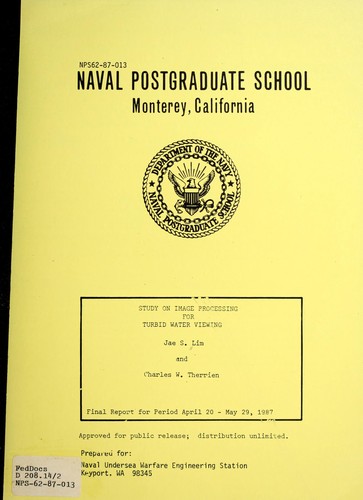 NPS62-87-013
NAVAL POSTGRADUATE SCHOOL
Monterey, California
DEPARTMENT OF THE NAVY
NAVAL POSTGRADUATE SCHOOL
STUDY ON IMAGE PROCESSING
FOR
TURBID WATER VIEWING
Jae S. Lim
and
Charles W. Therrien
Final Report for Period April 20 - May 29, 1987
Approved for public release; distribution unlimited.
Prepared for:
Naval Undersea Warfare Engineering Station
Keyport, WA 98345
FedDocs
D 208.14/2
NPS-62-87-013